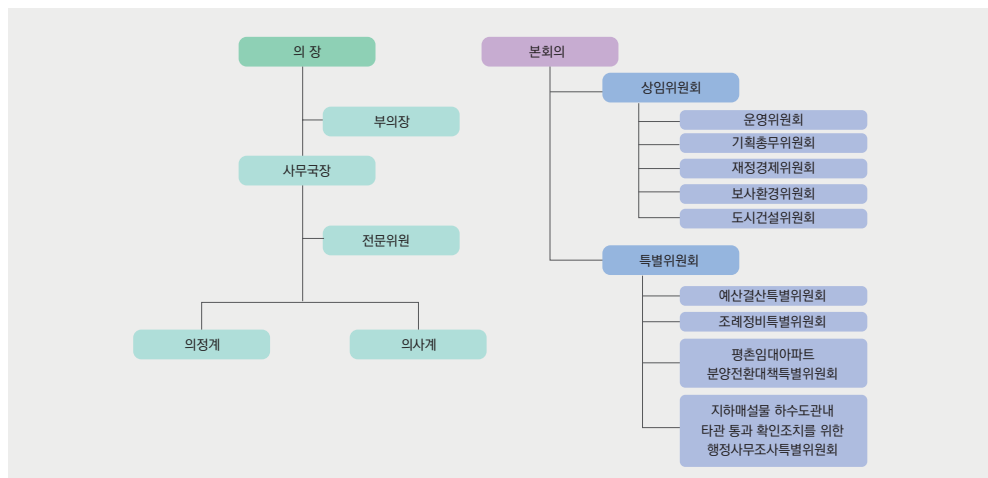 의 장
부의장
사무국장
전문위원
의정계
의사계
본회의
상임위원회
운영위원회
기획총무위원회
재정경제위원회
보사환경위원회
도시건설위원회
특별위원회
예산결산특별위원회
조례정비특별위원회
평촌임대아파트
분양전환대책특별위원회
지하매설물 하수도관내
타관 통과 확인조치를 위한
행정사무조사특별위원회